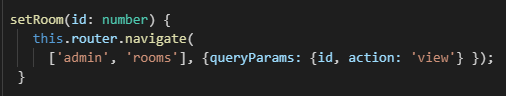 setRoom(id: number) {
this.router.navigate(
['admin', 'rooms'], {queryParams: {id, action: 'view'} });
}